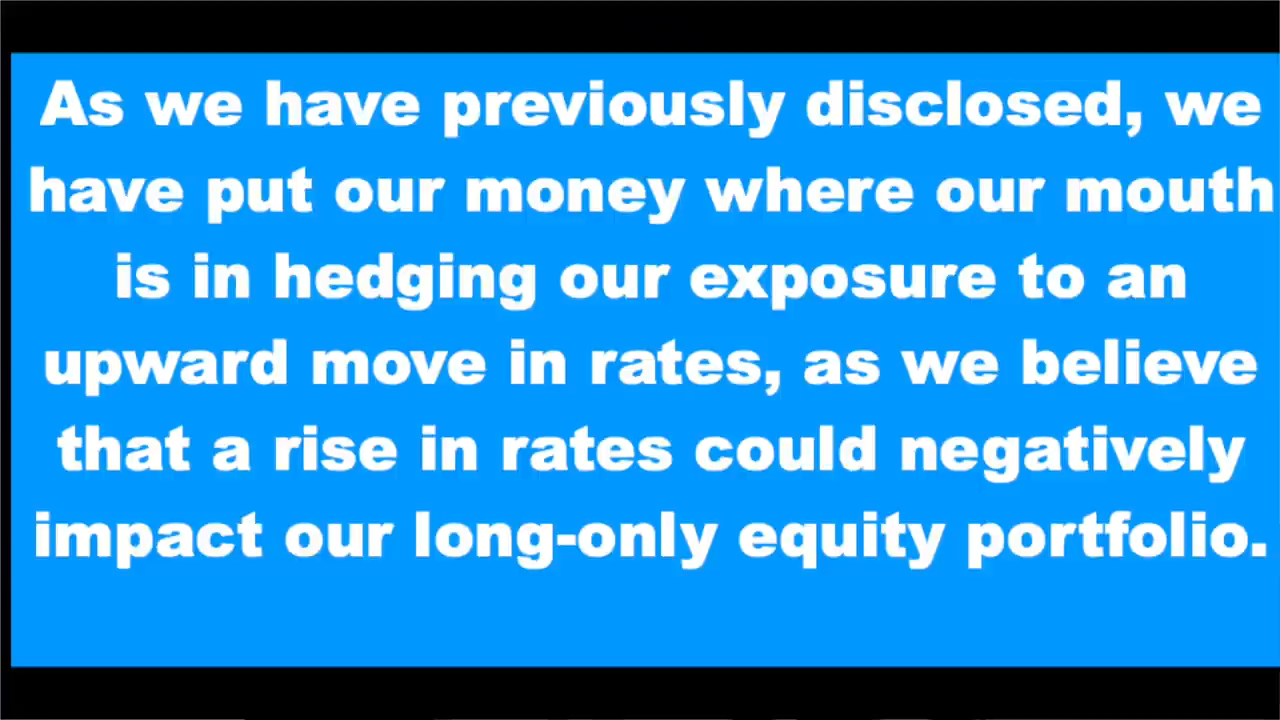 As we have previously disclosed, we
have put our money where our mouth
is in hedging our exposure to an
upward move in rates, as we believe
that a rise in rates could negatively
impact our long-only equity portfolio.